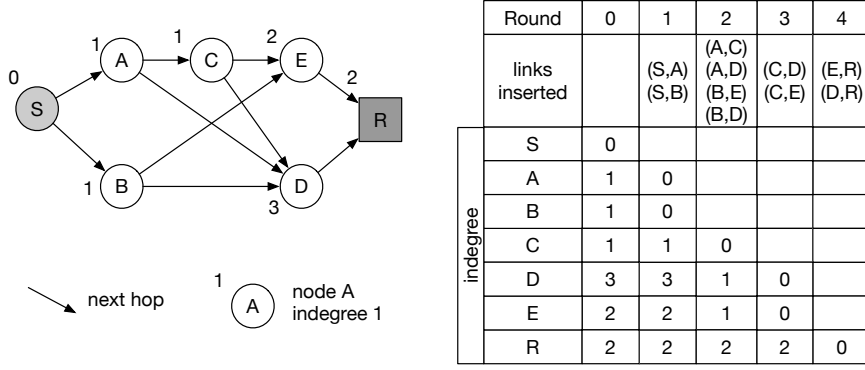 0
S
1
A
1
C
2
E
2
R
1
B
3
D
next hop
1
A
node A
indegree 1
Round 0 1 2 3 4
links inserted
(S,A)
(S,B)
(A,C)
(A,D)
(B,E)
(B,D)
(C,D)
(C,E)
(E,R)
(D,R)
indegree
S 0
A 1 0
B 1 0
C 1 1 0
D 3 3 1 0
E 2 2 1 0
R 2 2 2 2 0